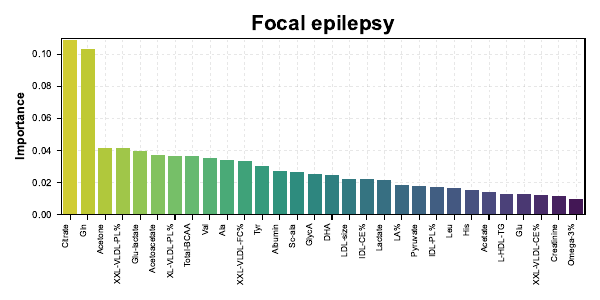 Focal epilepsy
Importance
0.10
0.08
0.06
0.04
0.02
0.00
Citrate
Gln
Acetone
XXL-VLDL-PL%
Glu-lactate
Acetoacetate
XL-VLDL-PL%
Total-BCAA
Val
Ala
XXL-VLDL-FC%
Tyr
Albumin
GlycA
DHA
LDL-size
IDL-CE%
Lactate
LA%
Pyruvate
IDL-PL%
Leu
His
Acetate
L-HDL-TG
Glu
XXL-VLDL-CE%
Creatinine
Omega-3%